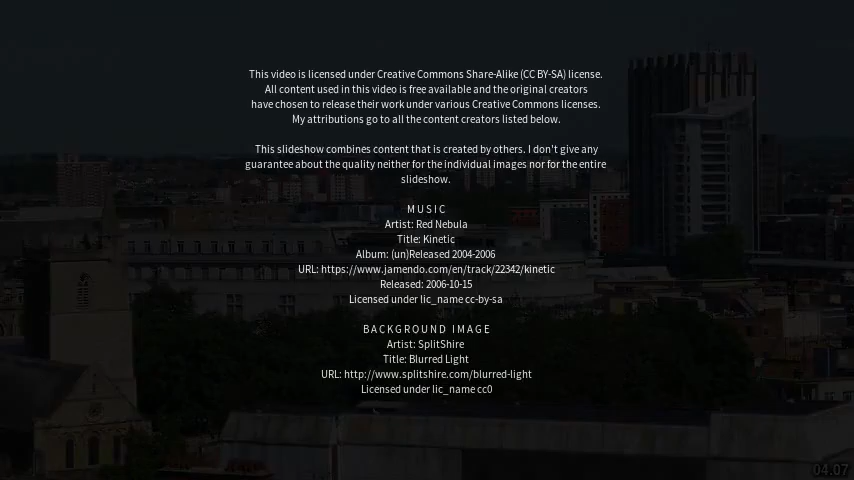 This video is licensed under Creative Commons Share-Alike (CC BY-SA) license.
All content used in this video is free available and the original creators
have chosen to release their work under various Creative Commons licenses.
My attributions go to all the content creators listed below.
This slideshow combines content that is created by others. I don't give any
guarantee about the quality neither for the individual images nor for the entire
slideshow.
MUSIC
Artist: Red Nebula
Title: Kinetic
Album: (un)Released 2004-2006
URL: https://www.jamendo.com/en/track/22342/kinetic
Released: 2006-10-15
Licensed under lic_name cc-by-sa
BACKGROUND IMAGE
Artist: SplitShire
Title: Blurred Light
URL: http://www.splitshire.com/blurred-light
Licensed under lic_name cc0
04.07